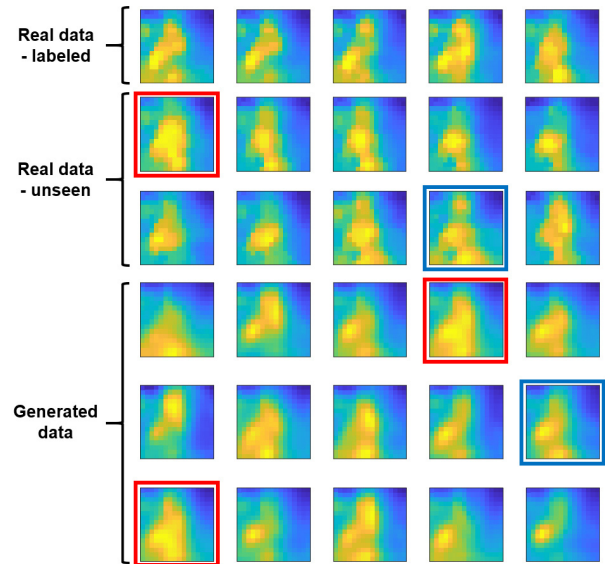 Real data
- labeled
Real data
- unseen
Generated
data